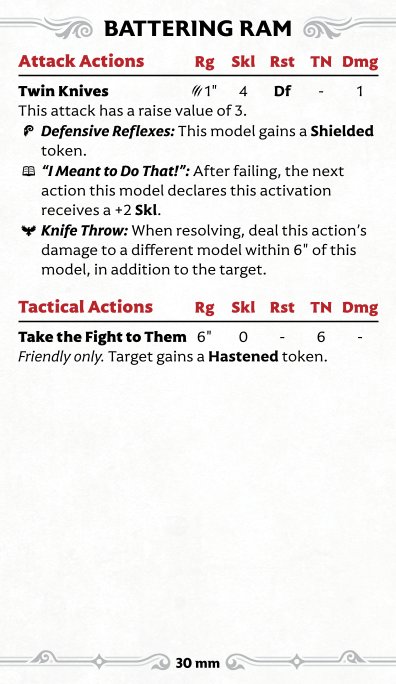 BATTERING RAM
Attack Actions Rg Skl Rst TN Dmg
Twin Knives 1" 4 Df - 1
This attack has a raise value of 3.
Defensive Reflexes: This model gains a Shielded
token.
“I Meant to Do That!”: After failing, the next
action this model declares this activation
receives a +2 Skl.
Knife Throw: When resolving, deal this action’s
damage to a different model within 6" of this
model, in addition to the target.
Tactical Actions Rg Skl Rst TN Dmg
Take the Fight to Them 6" 0 - 6 -
Friendly only. Target gains a Hastened token.
30 mm